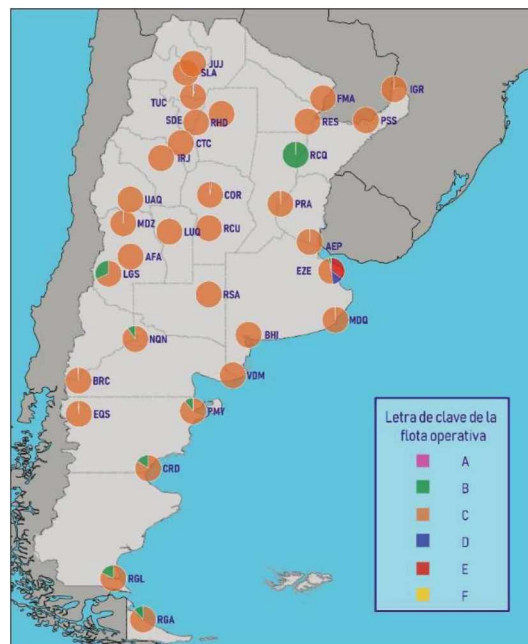 JUJ
SLA
TUC
SDE
RHD
CTC
IRJ
FMA
RES
PSS
IGR
RCQ
UAQ
COR
PRA
MDZ
LUQ
RCU
AEP
AFA
EZE
LGS
RSA
MDQ
NQN
BHI
BRC
VDM
EQS
PMY
CRD
RGL
RGA
Letra de clave de la
flota operativa
A
B
C
D
E
F